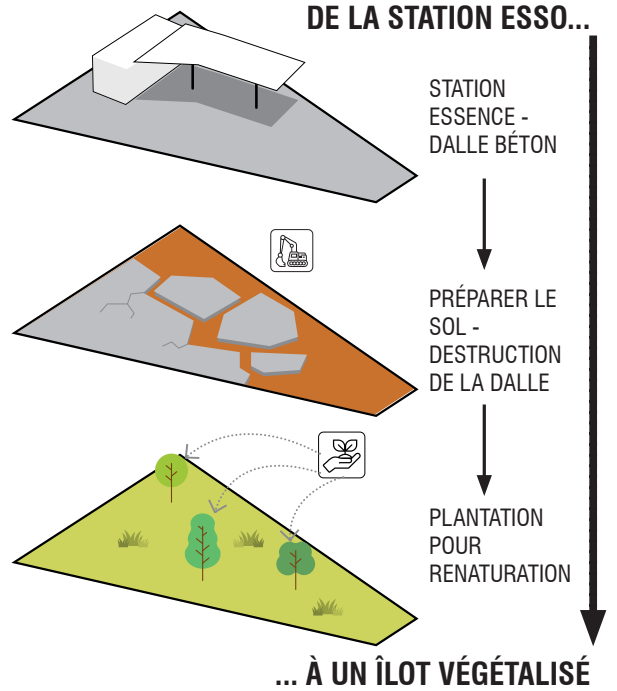 DE LA STATION ESSO...
STATION
ESSENCE -
DALLE BÉTON
PRÉPARER LE
SOL -
DESTRUCTION
DE LA DALLE
PLANTATION
POUR
RENATURATION
... À UN ÎLOT VÉGÉTALISÉ